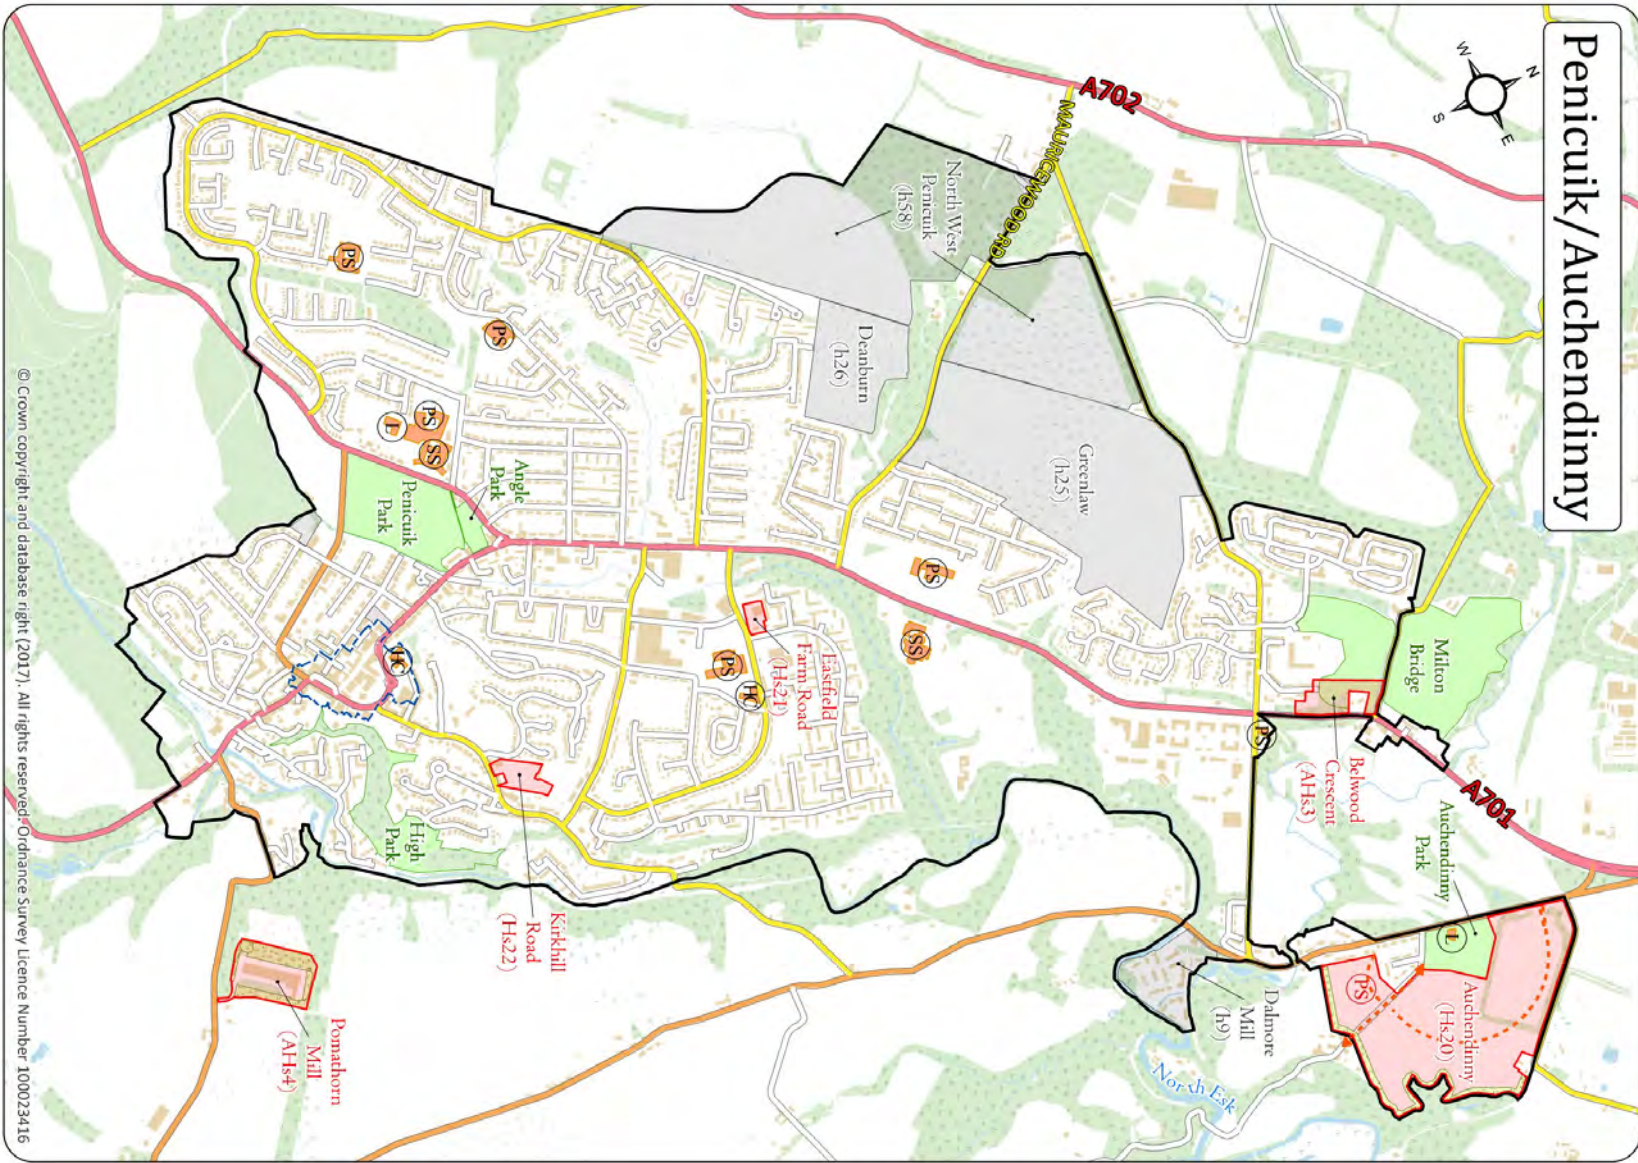 Penicuik/Auchendinny
N
E
S
W
A702
MAURICEWOOD RD
North West
Penicuik
(h58)
Deanburn
(h26)
Greenlaw
(h25)
Milton
Bridge
Belwood
Crescent
(AHs3)
A701
Auchendinny
Park
Auchendinny
(Hs20)
L
PS
Dalmore
Mill
(h9)
North Esk
PS
PS
PS
SS
L
Angle
Park
Penicuik
Park
PS
SS
PS
HC
PS
Eastfield
Farm Road
(Hs21)
HC
High
Park
Kirkhill
Road
(Hs22)
Pomathorn
Mill
(AHs4)
© Crown copyright and database right (2017). All rights reserved. Ordnance Survey Licence Number 100023416